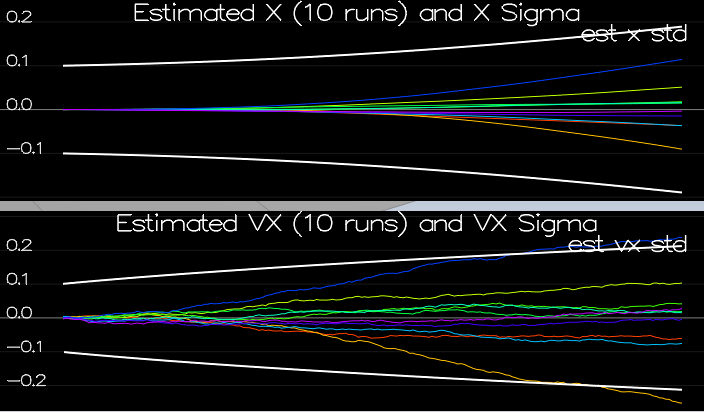 Estimated X (10 runs) and X Sigma
est x std
0.2
0.1
0.0
−0.1
Estimated VX (10 runs) and VX Sigma
est vx std
0.2
0.1
0.0
−0.1
−0.2